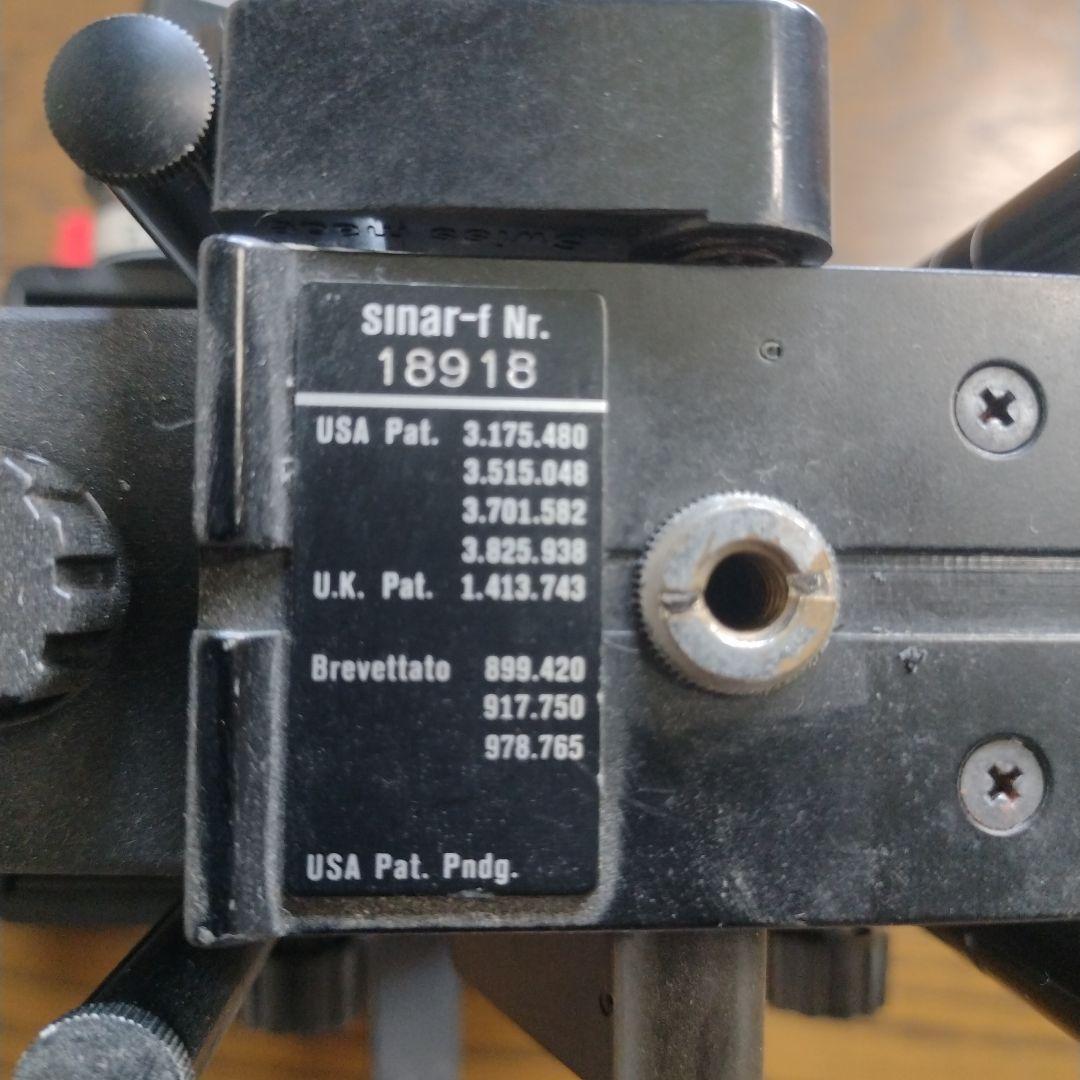 sinar-f Nr.
18918
USA Pat. 3.175.480
3.515.048
3.701.582
3.825.938
U.K. Pat. 1.413.743
Brevettato 899.420
917.750
978.765
USA Pat. Pndg.